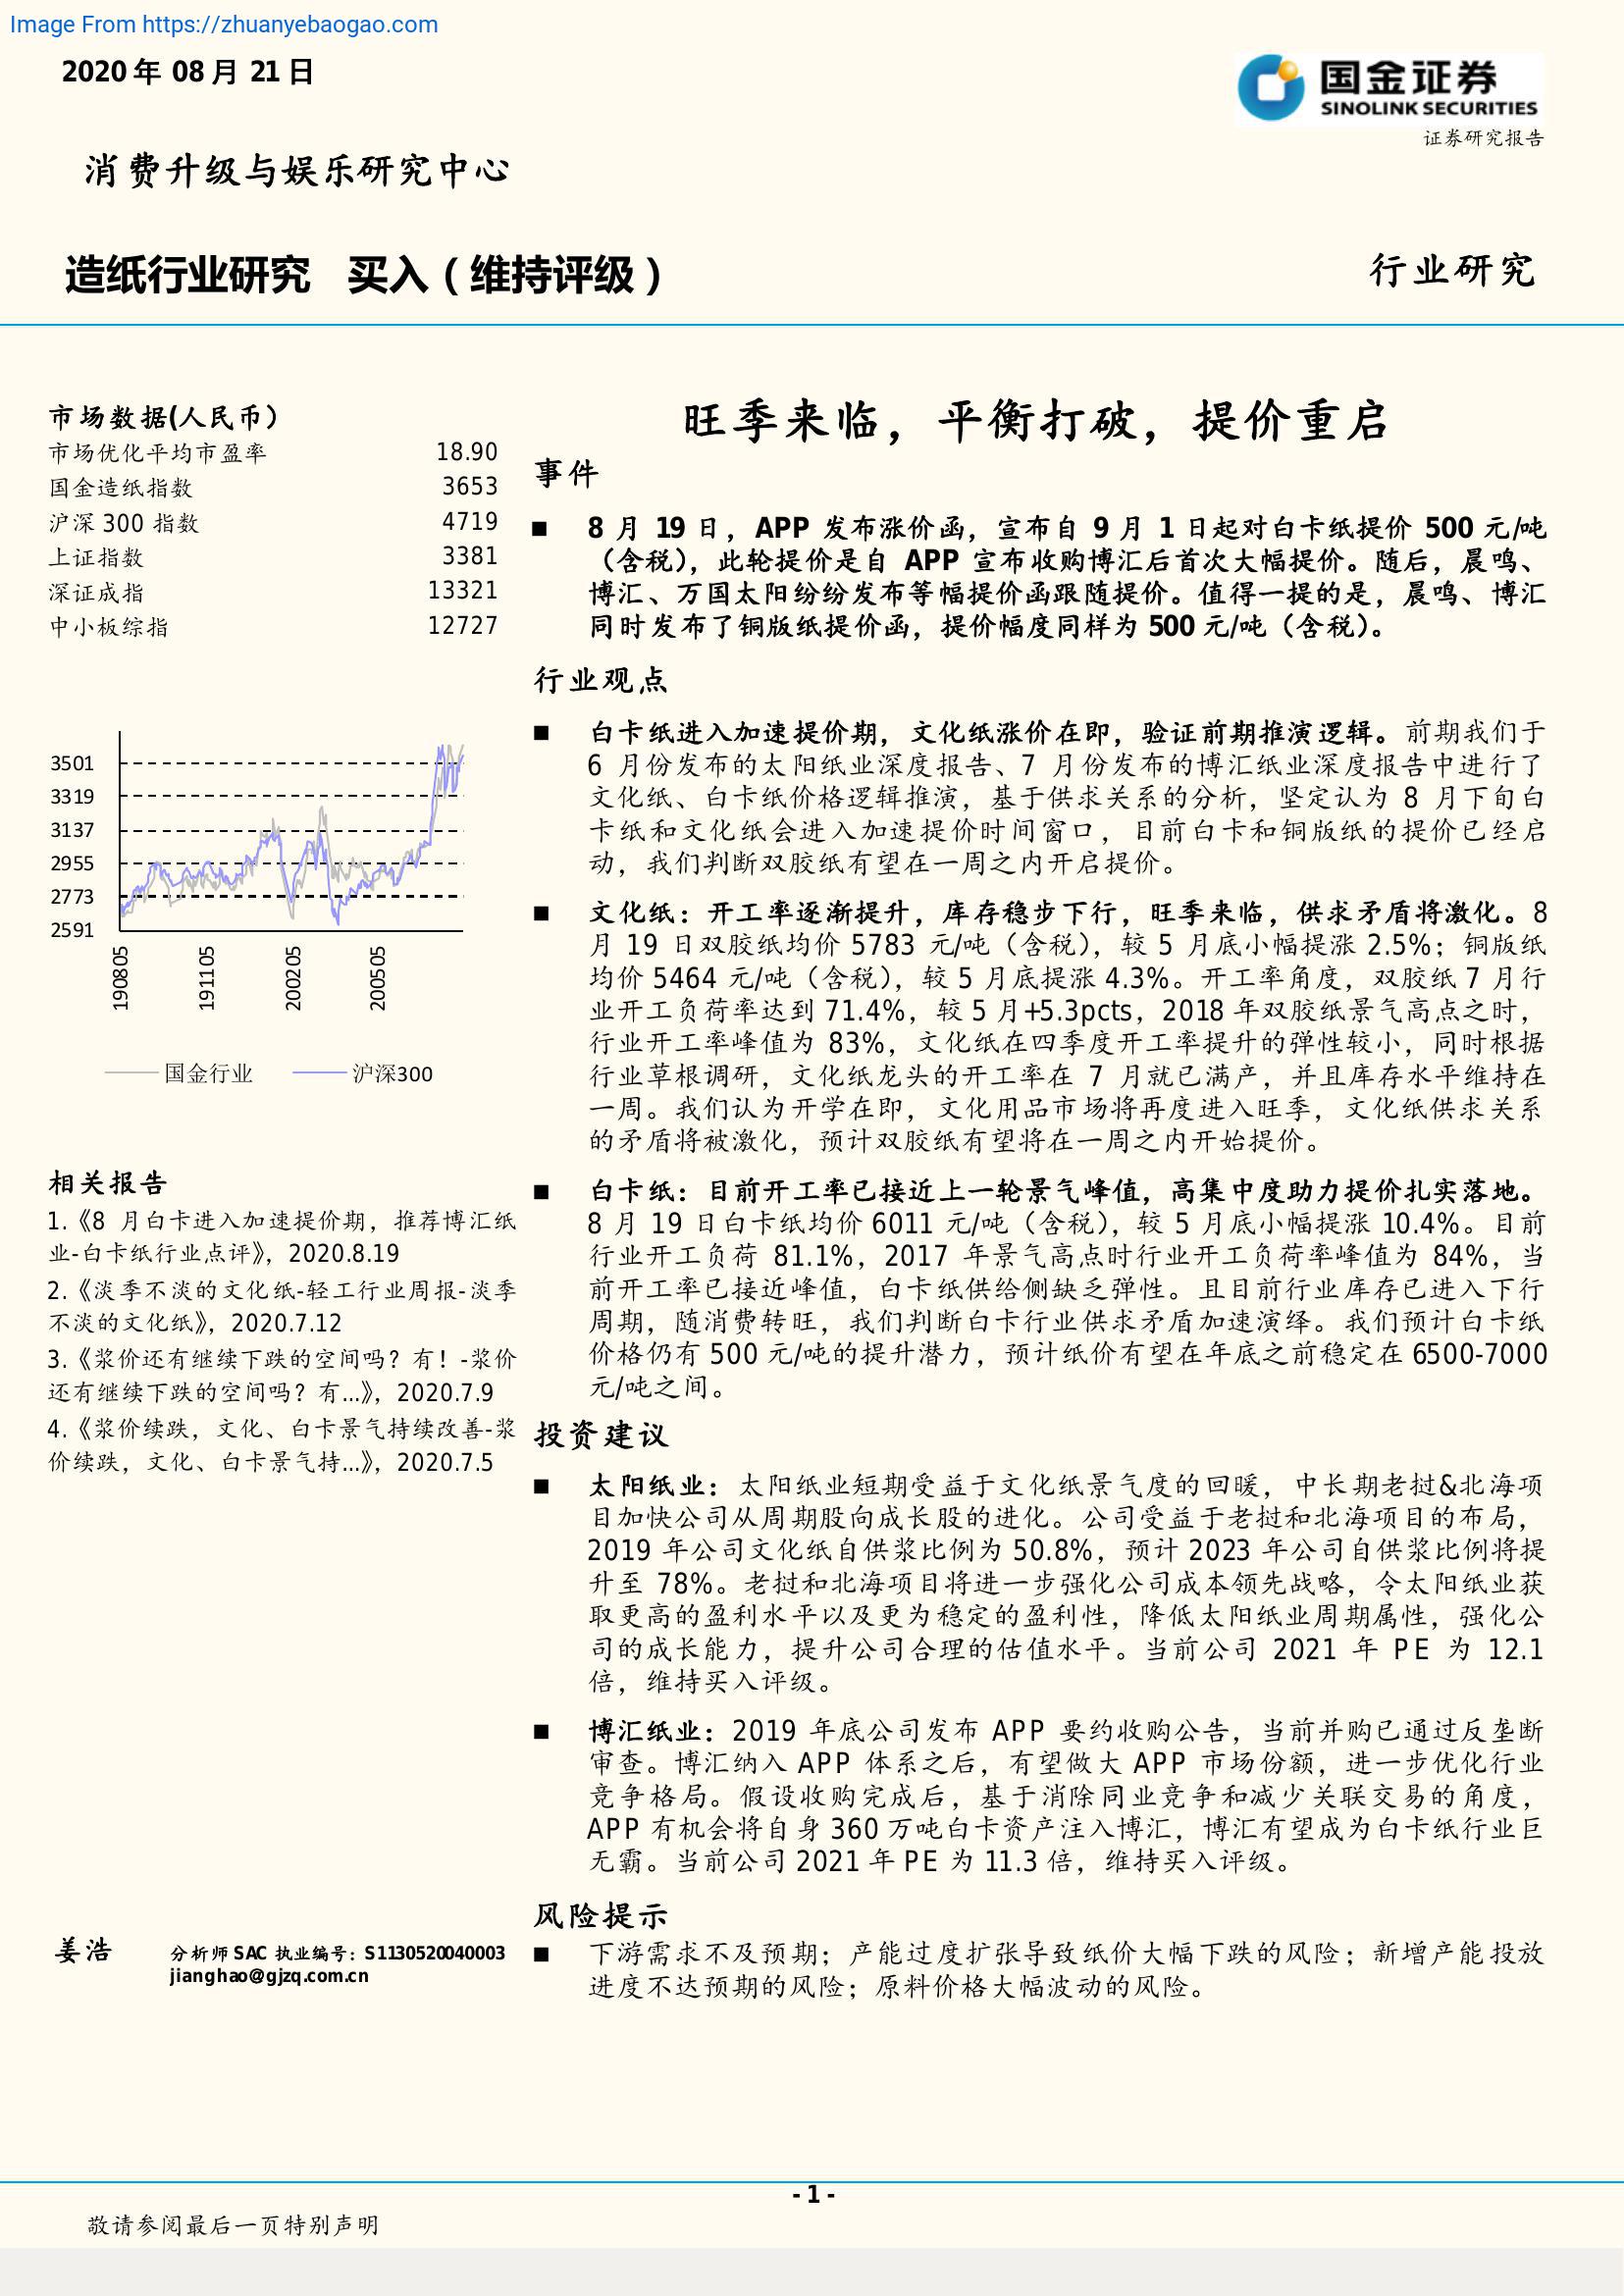 Image From https://zhuanyebaogao.com
2020 年 08 月 21 日
国金证券
SINOLINK SECURITIES
证券研究报告
消费升级与娱乐研究中心
造纸行业研究 买入（维持评级）
行业研究
市场数据(人民币）
市场优化平均市盈率 18.90
国金造纸指数 3653
沪深 300 指数 4719
上证指数 3381
深证成指 13321
中小板综指 12727
3501
3319
3137
2955
2773
2591
190805
191105
200205
200505
国金行业 沪深300
相关报告
1.《8 月白卡进入加速提价期，推荐博汇纸
业-白卡纸行业点评》，2020.8.19
2.《淡季不淡的文化纸-轻工行业周报-淡季
不淡的文化纸》，2020.7.12
3.《浆价还有继续下跌的空间吗？有！-浆价
还有继续下跌的空间吗？有...》，2020.7.9
4.《浆价续跌，文化、白卡景气持续改善-浆
价续跌，文化、白卡景气持...》，2020.7.5
姜浩 分析师 SAC 执业编号：S1130520040003
jianghao@gjzq.com.cn
旺季来临，平衡打破，提价重启
事件
■ 8 月 19 日，APP 发布涨价函，宣布自 9 月 1 日起对白卡纸提价 500 元/吨
（含税），此轮提价是自 APP 宣布收购博汇后首次大幅提价。随后，晨鸣、
博汇、万国太阳纷纷发布等幅提价函跟随提价。值得一提的是，晨鸣、博汇
同时发布了铜版纸提价函，提价幅度同样为 500 元/吨（含税）。
行业观点
■ 白卡纸进入加速提价期，文化纸涨价在即，验证前期推演逻辑。前期我们于
6 月份发布的太阳纸业深度报告、7 月份发布的博汇纸业深度报告中进行了
文化纸、白卡纸价格逻辑推演，基于供求关系的分析，坚定认为 8 月下旬白
卡纸和文化纸会进入加速提价时间窗口，目前白卡和铜版纸的提价已经启
动，我们判断双胶纸有望在一周之内开启提价。
■ 文化纸：开工率逐渐提升，库存稳步下行，旺季来临，供求矛盾将激化。8
月 19 日双胶纸均价 5783 元/吨（含税），较 5 月底小幅提涨 2.5%；铜版纸
均价 5464 元/吨（含税），较 5 月底提涨 4.3%。开工率角度，双胶纸 7 月行
业开工负荷率达到 71.4%，较 5 月+5.3pcts，2018 年双胶纸景气高点之时，
行业开工率峰值为 83%，文化纸在四季度开工率提升的弹性较小，同时根据
行业草根调研，文化纸龙头的开工率在 7 月就已满产，并且库存水平维持在
一周。我们认为开学在即，文化用品市场将再度进入旺季，文化纸供求关系
的矛盾将被激化，预计双胶纸有望将在一周之内开始提价。
■ 白卡纸：目前开工率已接近上一轮景气峰值，高集中度助力提价扎实落地。
8 月 19 日白卡纸均价 6011 元/吨（含税），较 5 月底小幅提涨 10.4%。目前
行业开工负荷 81.1%，2017 年景气高点时行业开工负荷率峰值为 84%，当
前开工率已接近峰值，白卡纸供给侧缺乏弹性。且目前行业库存已进入下行
周期，随消费转旺，我们判断白卡行业供求矛盾加速演绎。我们预计白卡纸
价格仍有 500 元/吨的提升潜力，预计纸价有望在年底之前稳定在 6500-7000
元/吨之间。
投资建议
■ 太阳纸业：太阳纸业短期受益于文化纸景气度的回暖，中长期老挝&北海项
目加快公司从周期股向成长股的进化。公司受益于老挝和北海项目的布局，
2019 年公司文化纸自供浆比例为 50.8%，预计 2023 年公司自供浆比例将提
升至 78%。老挝和北海项目将进一步强化公司成本领先战略，令太阳纸业获
取更高的盈利水平以及更为稳定的盈利性，降低太阳纸业周期属性，强化公
司的成长能力，提升公司合理的估值水平。当前公司 2021 年 PE 为 12.1
倍，维持买入评级。
■ 博汇纸业：2019 年底公司发布 APP 要约收购公告，当前并购已通过反垄断
审查。博汇纳入 APP 体系之后，有望做大 APP 市场份额，进一步优化行业
竞争格局。假设收购完成后，基于消除同业竞争和减少关联交易的角度，
APP 有机会将自身 360 万吨白卡资产注入博汇，博汇有望成为白卡纸行业巨
无霸。当前公司 2021 年 PE 为 11.3 倍，维持买入评级。
风险提示
■ 下游需求不及预期；产能过度扩张导致纸价大幅下跌的风险；新增产能投放
进度不达预期的风险；原料价格大幅波动的风险。
- 1 -
敬请参阅最后一页特别声明